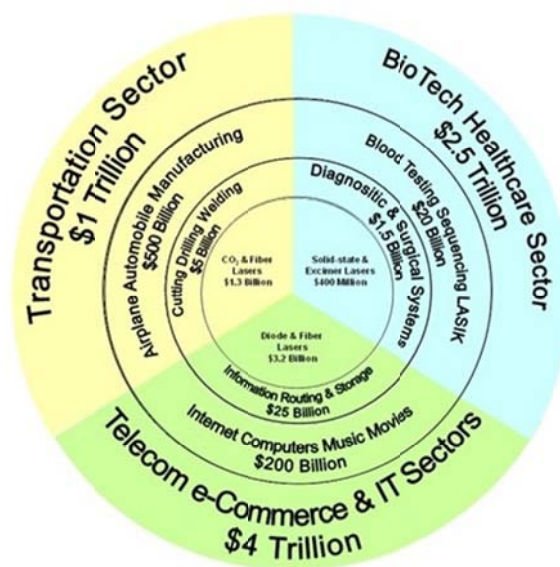 Transportation Sector
$1 Trillion
Airplane Automobile Manufacturing
$500 Billion
Cutting Drilling Welding
$5 Billion
CO₂ & Fiber
Lasers
$1.3 Billion
BioTech Healthcare Sector
$2.5 Trillion
Blood Testing Sequencing LASIK
$20 Billion
Diagnositic & Surgical Systems
$1.5 Billion
Solid-state &
Excimer Lasers
$400 Million
Diode & Fiber
Lasers
$3.2 Billion
Information Routing & Storage
$25 Billion
Internet Computers Music Movies
$200 Billion
Telecom e-Commerce & IT Sectors
$4 Trillion